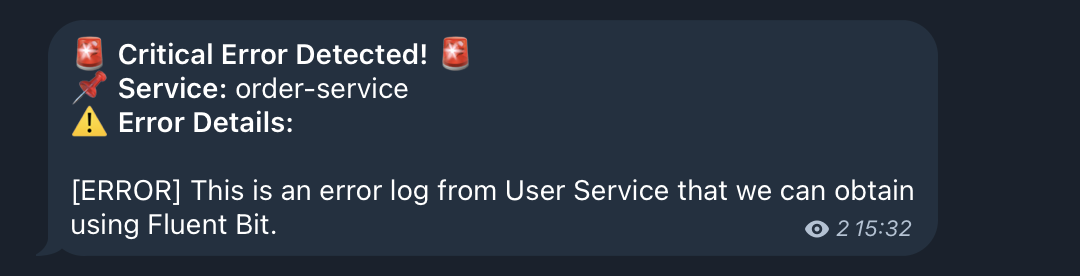 🚨 Critical Error Detected! 🚨
📌 Service: order-service
⚠️ Error Details:
[ERROR] This is an error log from User Service that we can obtain
using Fluent Bit.
2 15:32